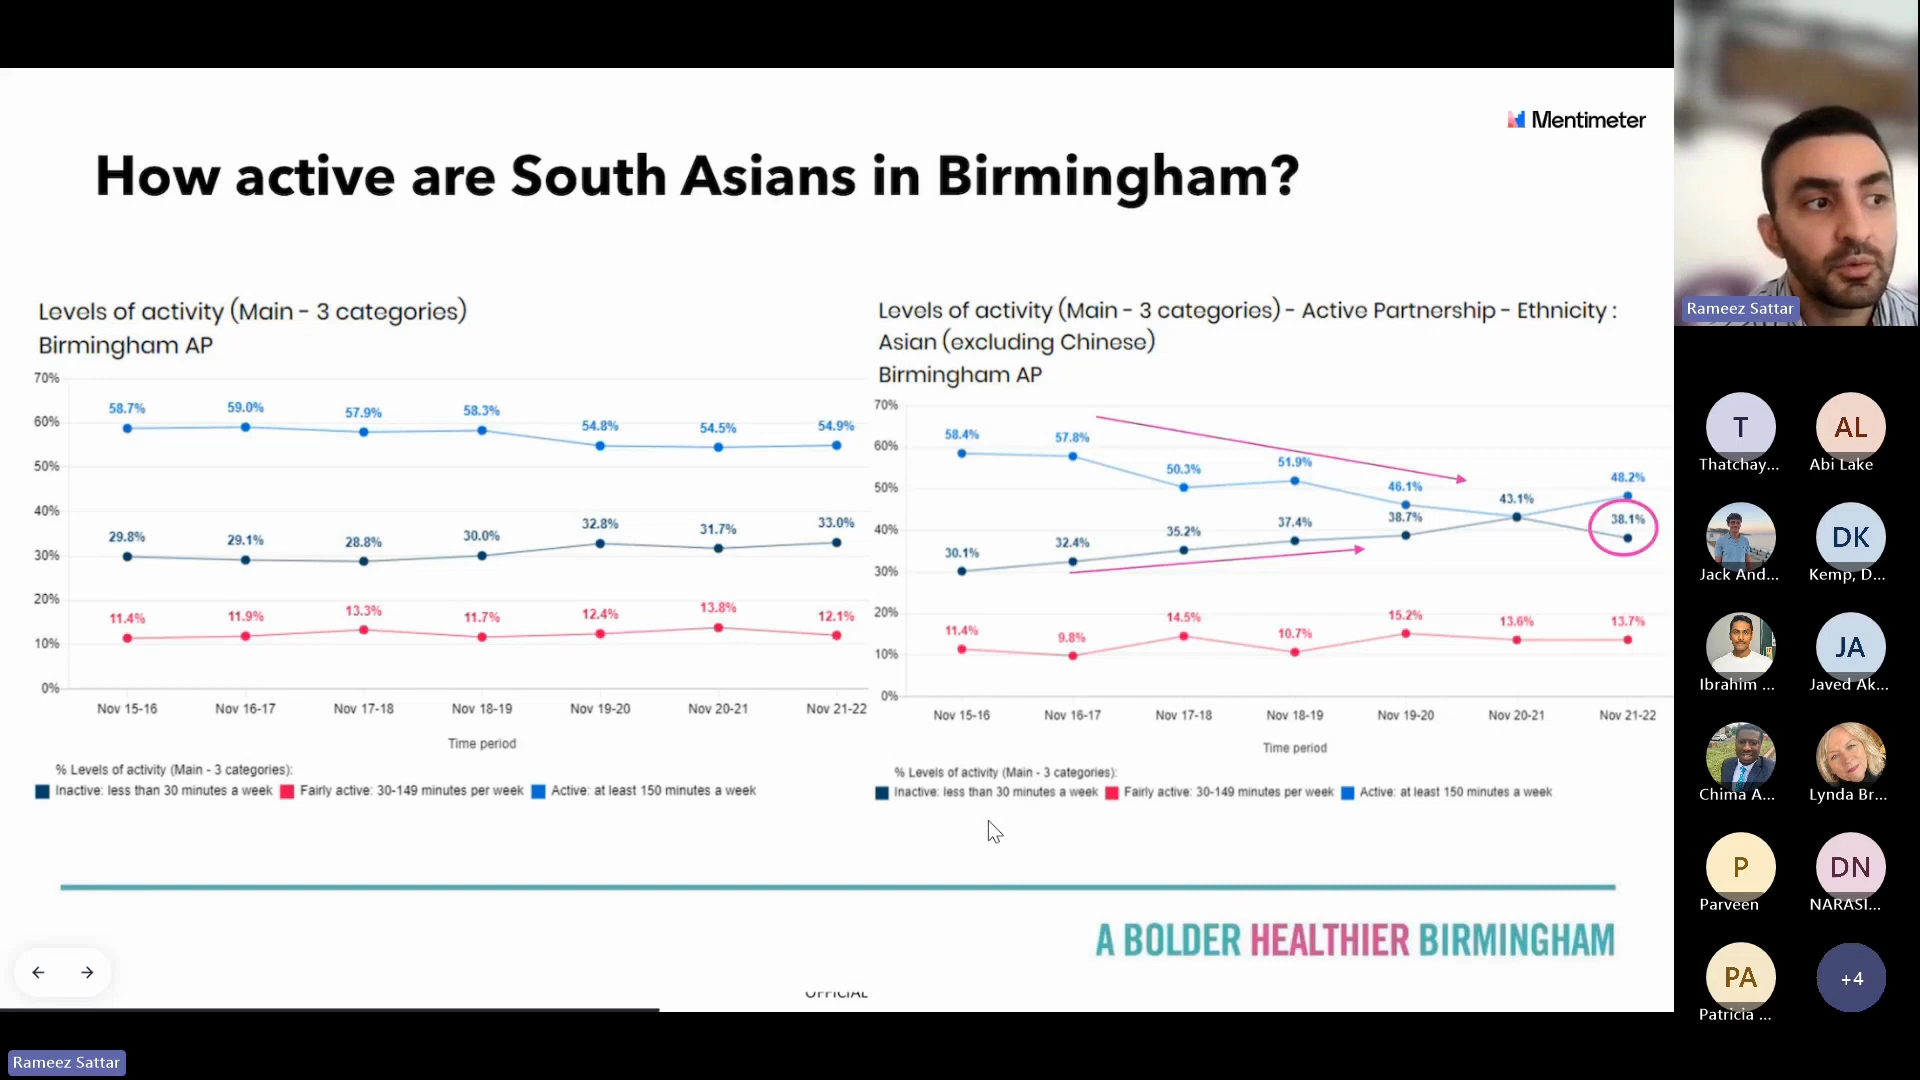 Mentimeter
How active are South Asians in Birmingham?
Levels of activity (Main - 3 categories)
Birmingham AP
70%
60%
50%
40%
30%
20%
10%
0%
58.7%
59.0%
57.9%
58.3%
54.8%
54.5%
54.9%
29.8%
29.1%
28.8%
30.0%
32.8%
31.7%
33.0%
11.4%
11.9%
13.3%
11.7%
12.4%
13.8%
12.1%
Nov 15-16
Nov 16-17
Nov 17-18
Nov 18-19
Nov 19-20
Nov 20-21
Nov 21-22
Time period
% Levels of activity (Main - 3 categories):
Inactive: less than 30 minutes a week
Fairly active: 30-149 minutes per week
Active: at least 150 minutes a week
Levels of activity (Main - 3 categories) - Active Partnership - Ethnicity :
Asian (excluding Chinese)
Birmingham AP
70%
60%
50%
40%
30%
20%
10%
0%
58.4%
57.8%
50.3%
51.9%
46.1%
43.1%
48.2%
30.1%
32.4%
35.2%
37.4%
38.7%
38.1%
11.4%
9.8%
14.5%
10.7%
15.2%
13.6%
13.7%
Nov 15-16
Nov 16-17
Nov 17-18
Nov 18-19
Nov 19-20
Nov 20-21
Nov 21-22
Time period
% Levels of activity (Main - 3 categories):
Inactive: less than 30 minutes a week
Fairly active: 30-149 minutes per week
Active: at least 150 minutes a week
A BOLDER HEALTHIER BIRMINGHAM
OFFICIAL
Rameez Sattar
Rameez Sattar
T
Thatchay...
AL
Abi Lake
Jack And...
DK
Kemp, D...
Ibrahim ...
JA
Javed Ak...
Chima A...
Lynda Br...
P
Parveen
DN
NARASI...
PA
Patricia ...
+4